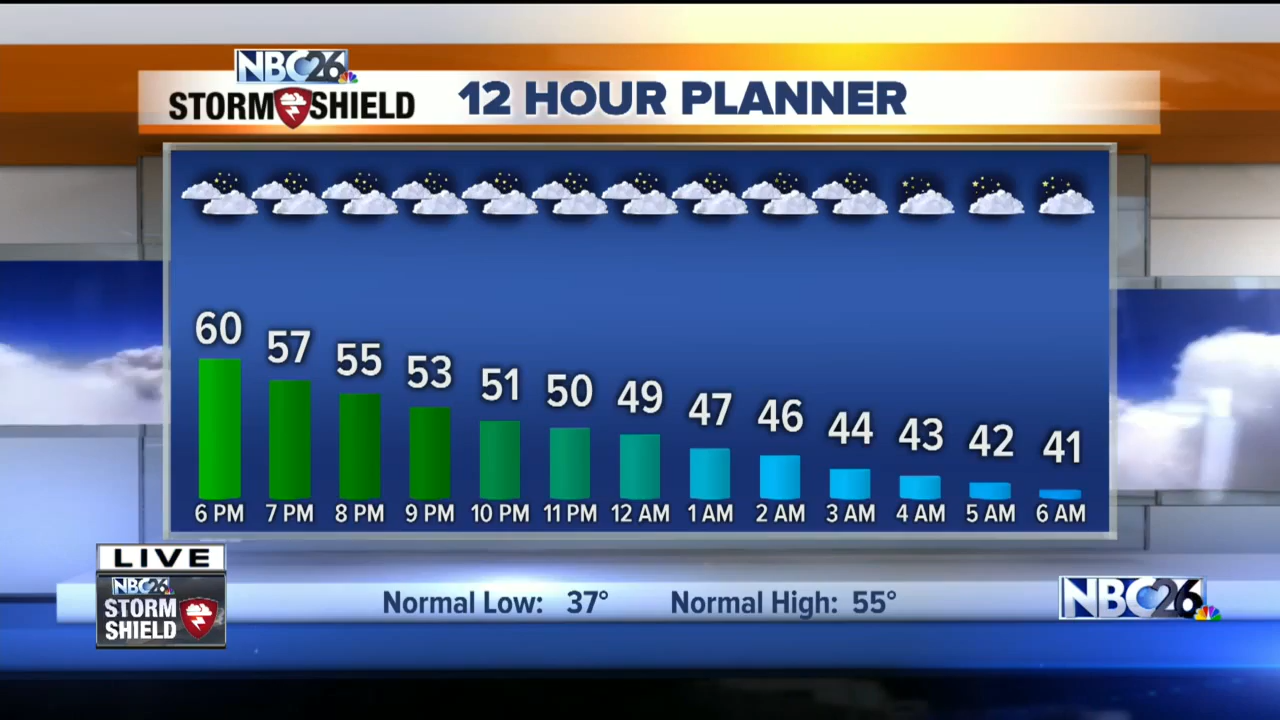 NBC26
STORM SHIELD
12 HOUR PLANNER
60 57 55 53 51 50 49 47 46 44 43 42 41
6 PM 7 PM 8 PM 9 PM 10 PM 11 PM 12 AM 1 AM 2 AM 3 AM 4 AM 5 AM 6 AM
LIVE
NBC26
STORM
SHIELD
Normal Low: 37° Normal High: 55°
NBC26